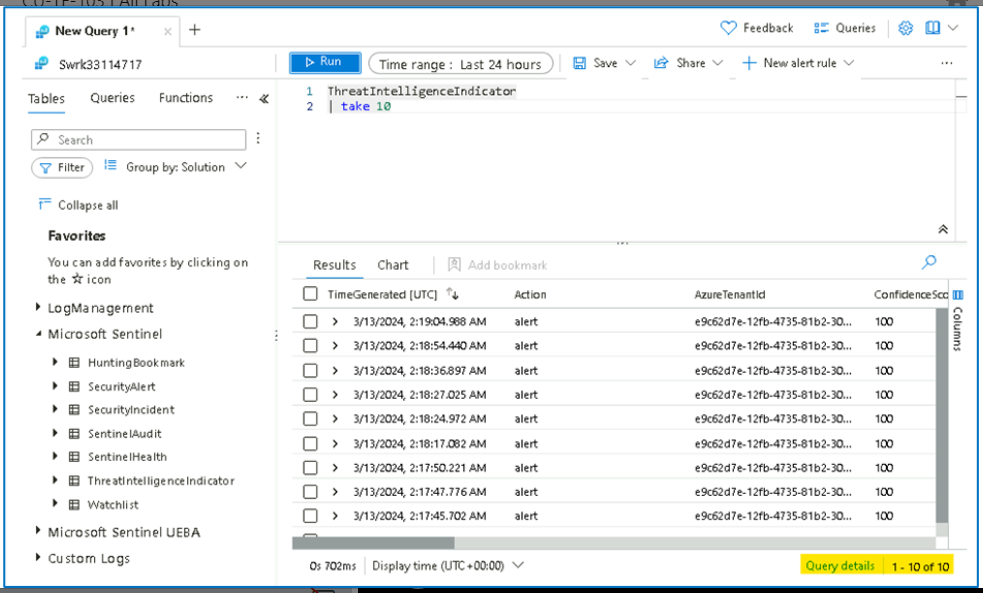 New Query 1*
Feedback
Queries
Swrk33114717
Run
Time range : Last 24 hours
Save
Share
New alert rule
Tables
Queries
Functions
1 ThreatIntelligenceIndicator
2 | take 10
Search
Filter
Group by: Solution
Collapse all
Favorites
You can add favorites by clicking on
the ☆ icon
LogManagement
Microsoft Sentinel
HuntingBookmark
SecurityAlert
SecurityIncident
SentinelAudit
SentinelHealth
ThreatIntelligenceIndicator
Watchlist
Microsoft Sentinel UEBA
Custom Logs
Results
Chart
Add bookmark
TimeGenerated [UTC] Action AzureTenantId ConfidenceSco
3/13/2024, 2:19:04.988 AM alert e9c62d7e-12fb-4735-81b2-30... 100
3/13/2024, 2:18:54.440 AM alert e9c62d7e-12fb-4735-81b2-30... 100
3/13/2024, 2:18:36.897 AM alert e9c62d7e-12fb-4735-81b2-30... 100
3/13/2024, 2:18:27.025 AM alert e9c62d7e-12fb-4735-81b2-30... 100
3/13/2024, 2:18:24.972 AM alert e9c62d7e-12fb-4735-81b2-30... 100
3/13/2024, 2:18:17.082 AM alert e9c62d7e-12fb-4735-81b2-30... 100
3/13/2024, 2:17:50.221 AM alert e9c62d7e-12fb-4735-81b2-30... 100
3/13/2024, 2:17:47.776 AM alert e9c62d7e-12fb-4735-81b2-30... 100
3/13/2024, 2:17:45.702 AM alert e9c62d7e-12fb-4735-81b2-30... 100
Columns
0s 702ms
Display time (UTC+00:00)
Query details
1 - 10 of 10